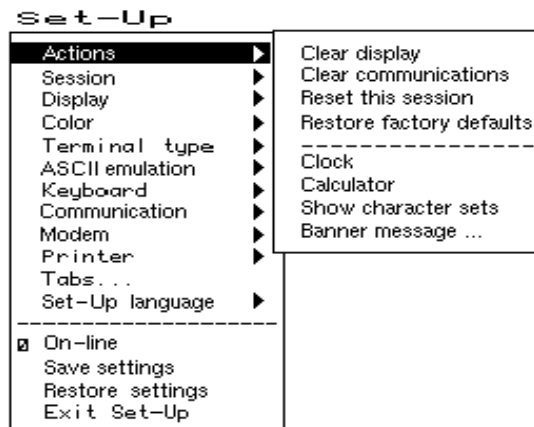 Set-Up
Actions
Session
Display
Color
Terminal type
ASCII emulation
Keyboard
Communication
Modem
Printer
Tabs...
Set-Up language
On-line
Save settings
Restore settings
Exit Set-Up
Clear display
Clear communications
Reset this session
Restore factory defaults
Clock
Calculator
Show character sets
Banner message ...